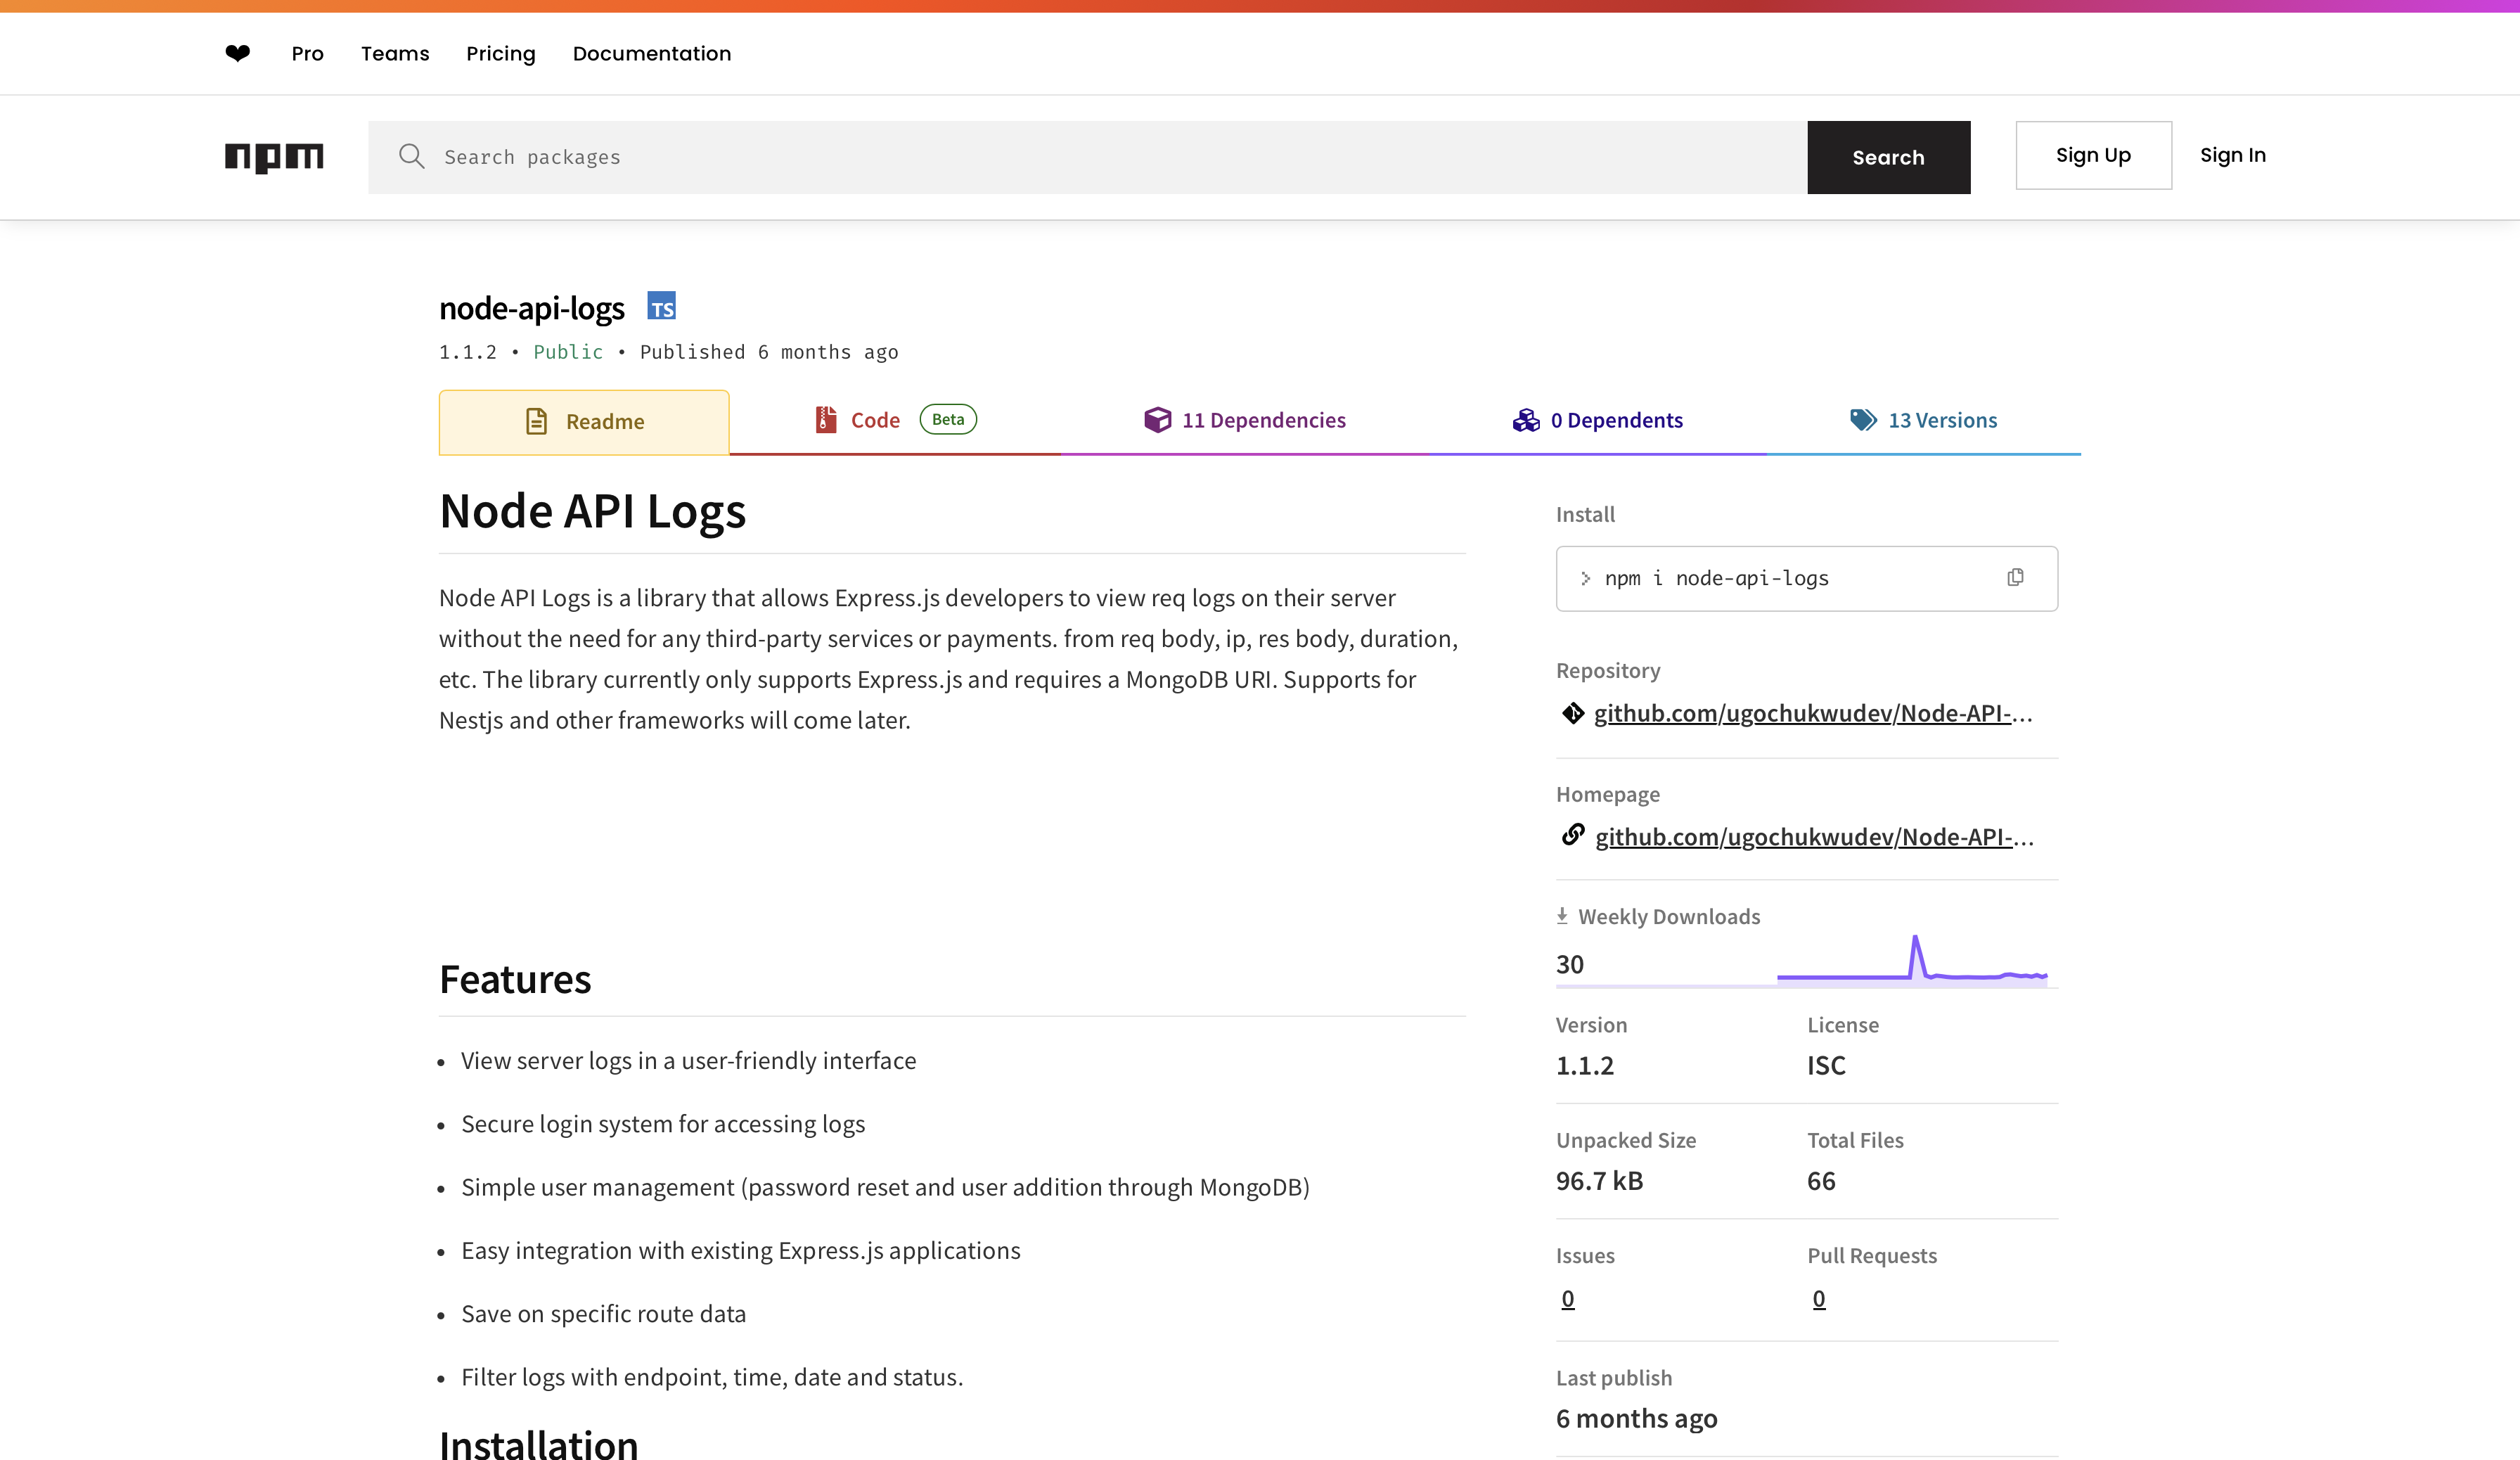 ❤ Pro Teams Pricing Documentation
npm Search packages Search Sign Up Sign In
node-api-logs TS
1.1.2 • Public • Published 6 months ago
Readme Code Beta 11 Dependencies 0 Dependents 13 Versions
Node API Logs
Node API Logs is a library that allows Express.js developers to view req logs on their server
without the need for any third-party services or payments. from req body, ip, res body, duration,
etc. The library currently only supports Express.js and requires a MongoDB URI. Supports for
Nestjs and other frameworks will come later.
Features
• View server logs in a user-friendly interface
• Secure login system for accessing logs
• Simple user management (password reset and user addition through MongoDB)
• Easy integration with existing Express.js applications
• Save on specific route data
• Filter logs with endpoint, time, date and status.
Installation
Install
npm i node-api-logs
Repository
github.com/ugochukwudev/Node-API-...
Homepage
github.com/ugochukwudev/Node-API-...
Weekly Downloads
30
Version License
1.1.2 ISC
Unpacked Size Total Files
96.7 kB 66
Issues Pull Requests
0 0
Last publish
6 months ago